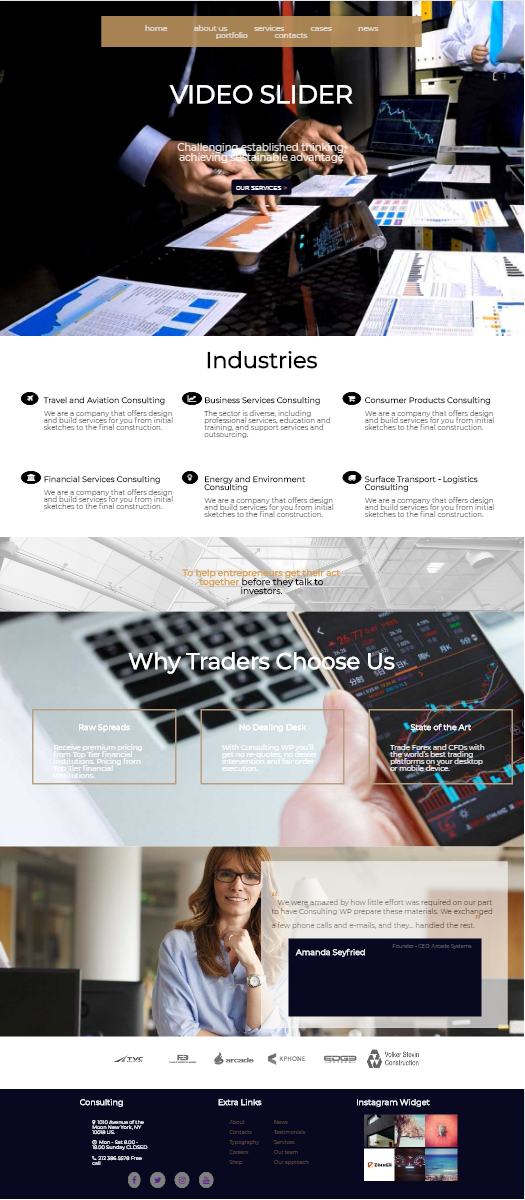 home about us services cases news
portfolio contacts
VIDEO SLIDER
Challenging established thinking,
achieving sustainable advantage
OUR SERVICES >
Industries
Travel and Aviation Consulting
We are a company that offers design
and build services for you from initial
sketches to the final construction.
Business Services Consulting
The sector is diverse, including
professional services, education and
training, and support services and
outsourcing.
Consumer Products Consulting
We are a company that offers design
and build services for you from initial
sketches to the final construction.
Financial Services Consulting
We are a company that offers design
and build services for you from initial
sketches to the final construction.
Energy and Environment
Consulting
We are a company that offers design
and build services for you from initial
sketches to the final construction.
Surface Transport - Logistics
Consulting
We are a company that offers design
and build services for you from initial
sketches to the final construction.
To help entrepreneurs get their act
together before they talk to
investors.
Why Traders Choose Us
26.77
Raw Spreads
Receive premium pricing
from Top Tier financial
institutions. Pricing from
Top Tier financial
institutions.
No Dealing Desk
With Consulting WP you'll
get no re-quotes, no dealer
intervention and fair order
execution.
State of the Art
Trade Forex and CFDs with
the world's best trading
platforms on your desktop
or mobile device.
" We were amazed by how little effort was required on our part
to have Consulting WP prepare these materials. We exchanged
a few phone calls and e-mails, and they... handled the rest. "
Amanda Seyfried
Founder - CEO, Arcade Systems
TVC
arcade
KPHONE
EDGE
Volker Stevin
Construction
Consulting
1010 Avenue of the
Moon New York, NY
10018 US.
Mon - Sat 8.00 -
18.00 Sunday CLOSED
212 386 5578 Free
call
Extra Links
About
Contacts
Typography
Careers
Shop
News
Testimonials
Services
Our team
Our approach
Instagram Widget
ZIMMER